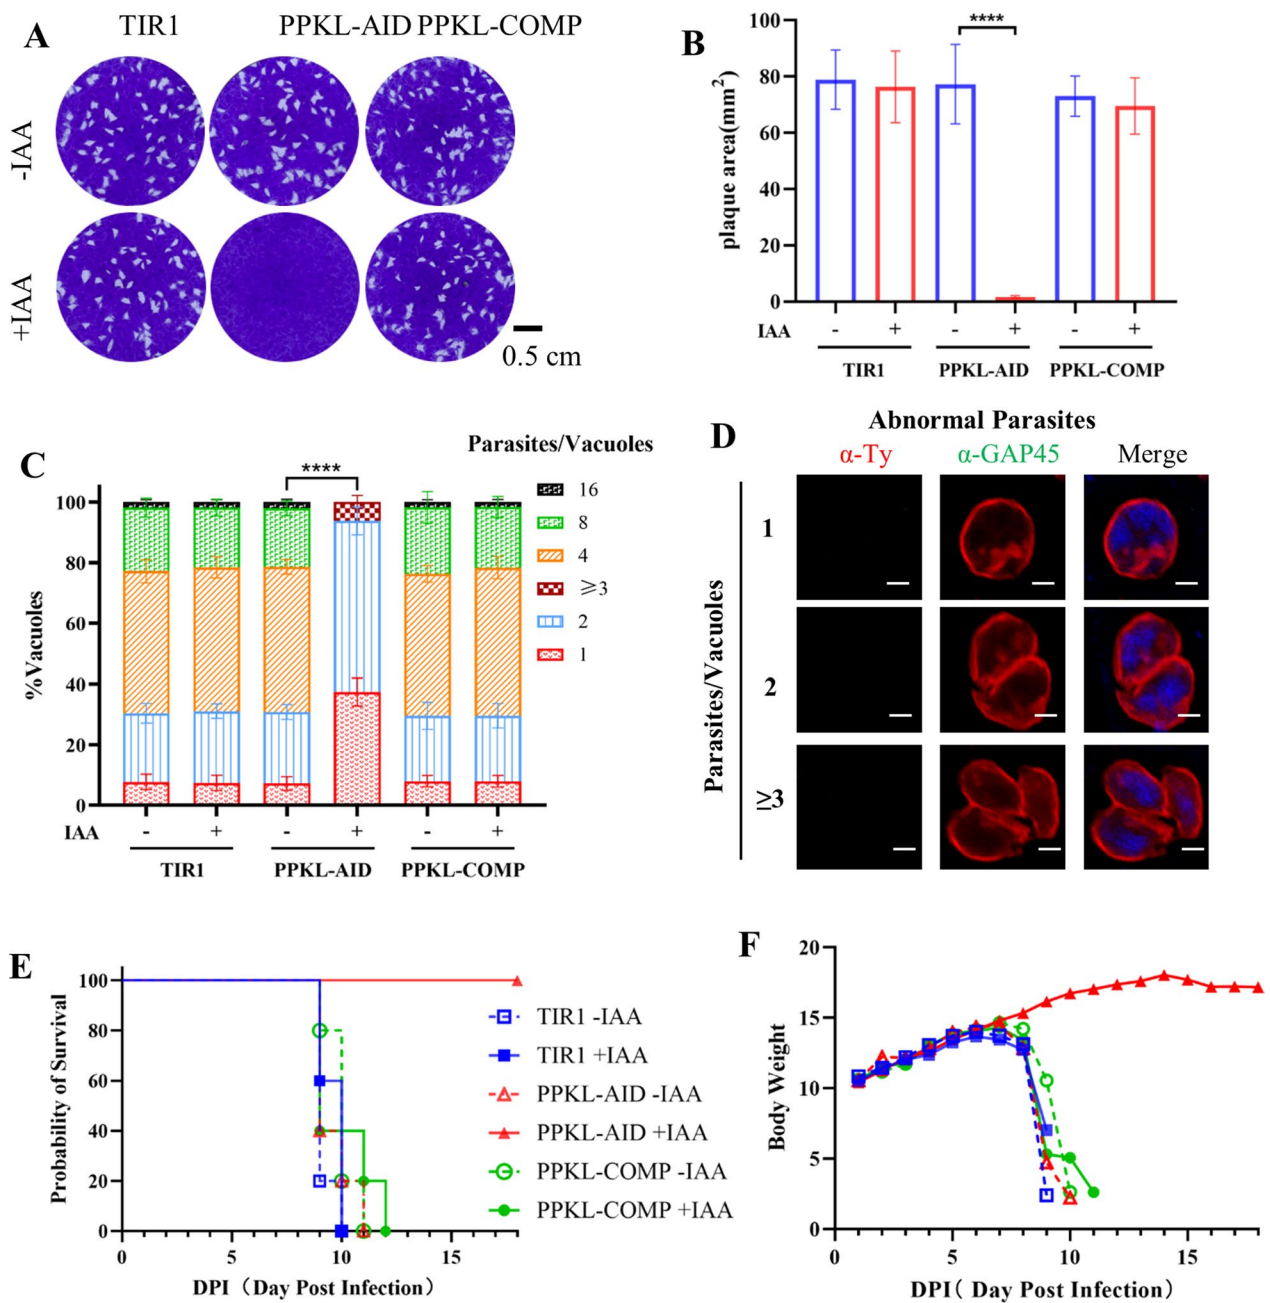 A
TIR1 PPKL-AID PPKL-COMP
-IAA
+IAA
0.5 cm
B
plaque area(mm²)
100
80
60
40
20
0
****
IAA - + - + - +
TIR1 PPKL-AID PPKL-COMP
C
Parasites/Vacuoles
%Vacuoles
100
80
60
40
20
0
****
16
8
4
≥3
2
1
IAA - + - + - +
TIR1 PPKL-AID PPKL-COMP
D
Abnormal Parasites
α-Ty α-GAP45 Merge
Parasites/Vacuoles
1
2
≥3
E
Probability of Survival
100
80
60
40
20
0
0 5 10 15
DPI（Day Post Infection）
TIR1 -IAA
TIR1 +IAA
PPKL-AID -IAA
PPKL-AID +IAA
PPKL-COMP -IAA
PPKL-COMP +IAA
F
Body Weight
20
15
10
5
0
0 5 10 15
DPI（ Day Post Infection）